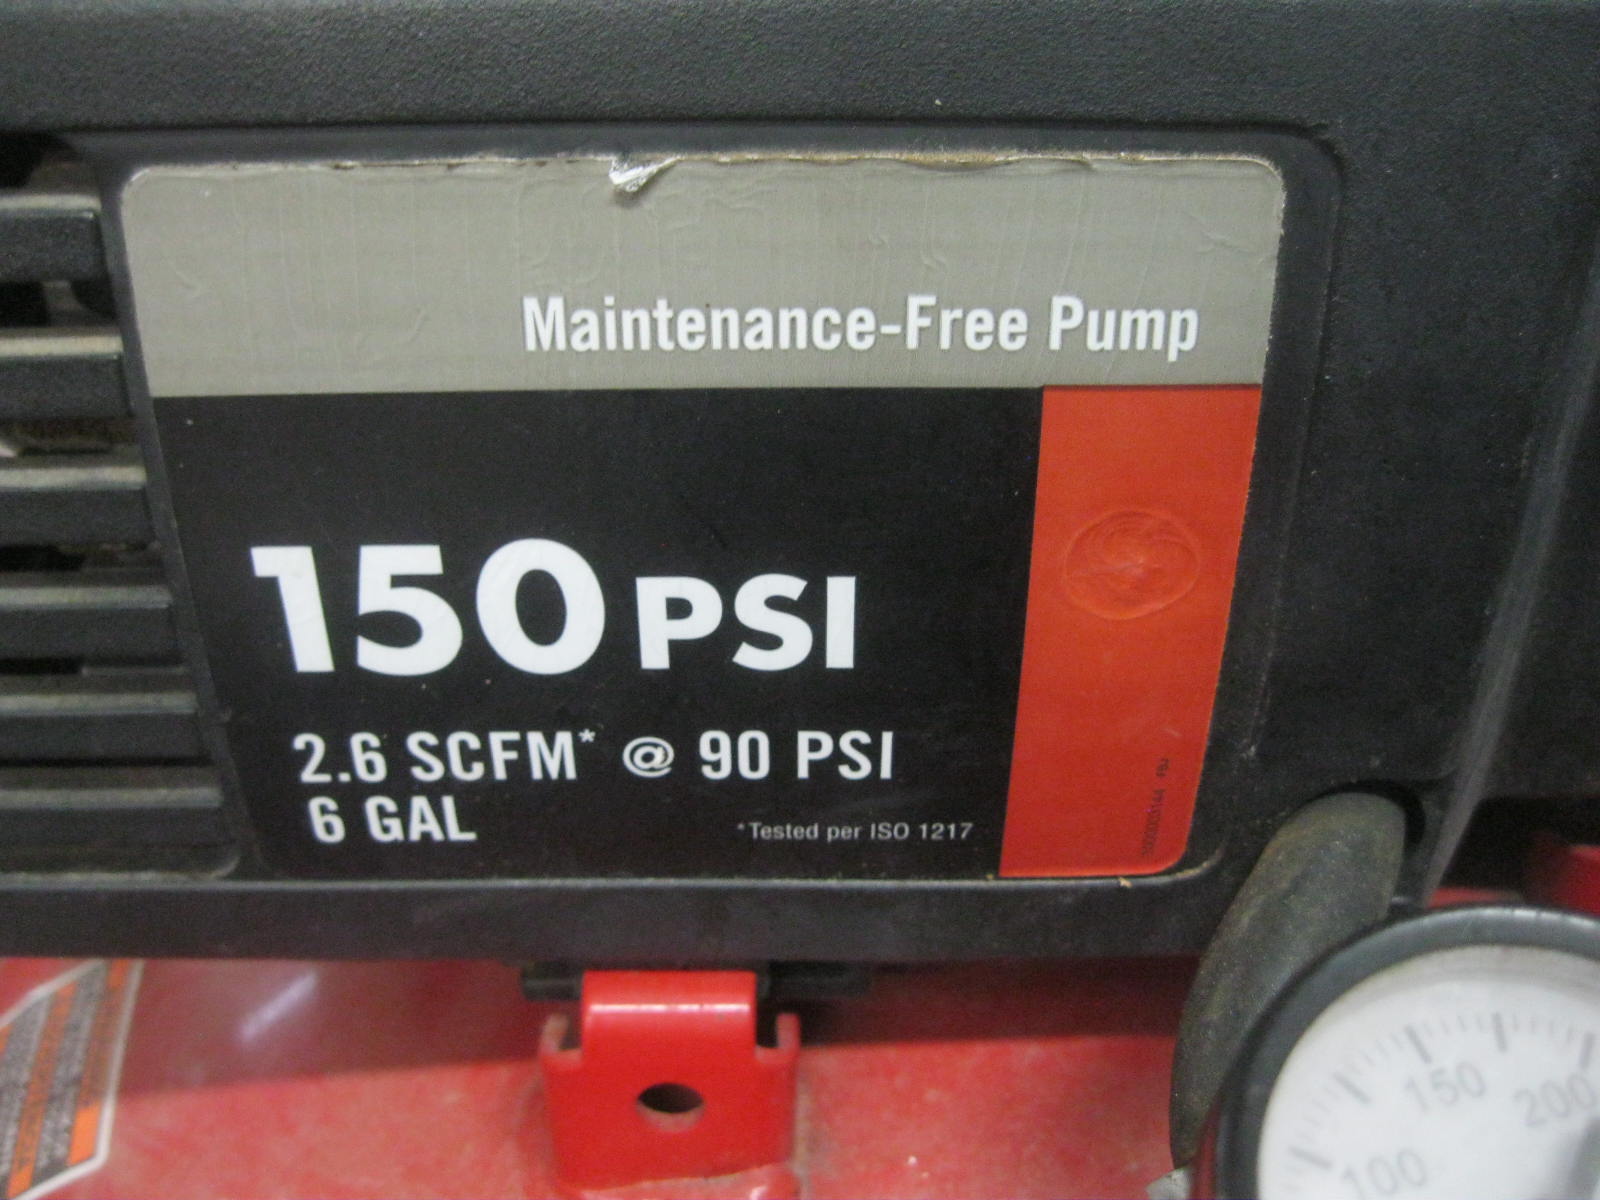 Maintenance-Free Pump
150 PSI
2.6 SCFM* @ 90 PSI
6 GAL
*Tested per ISO 1217
150
200
100